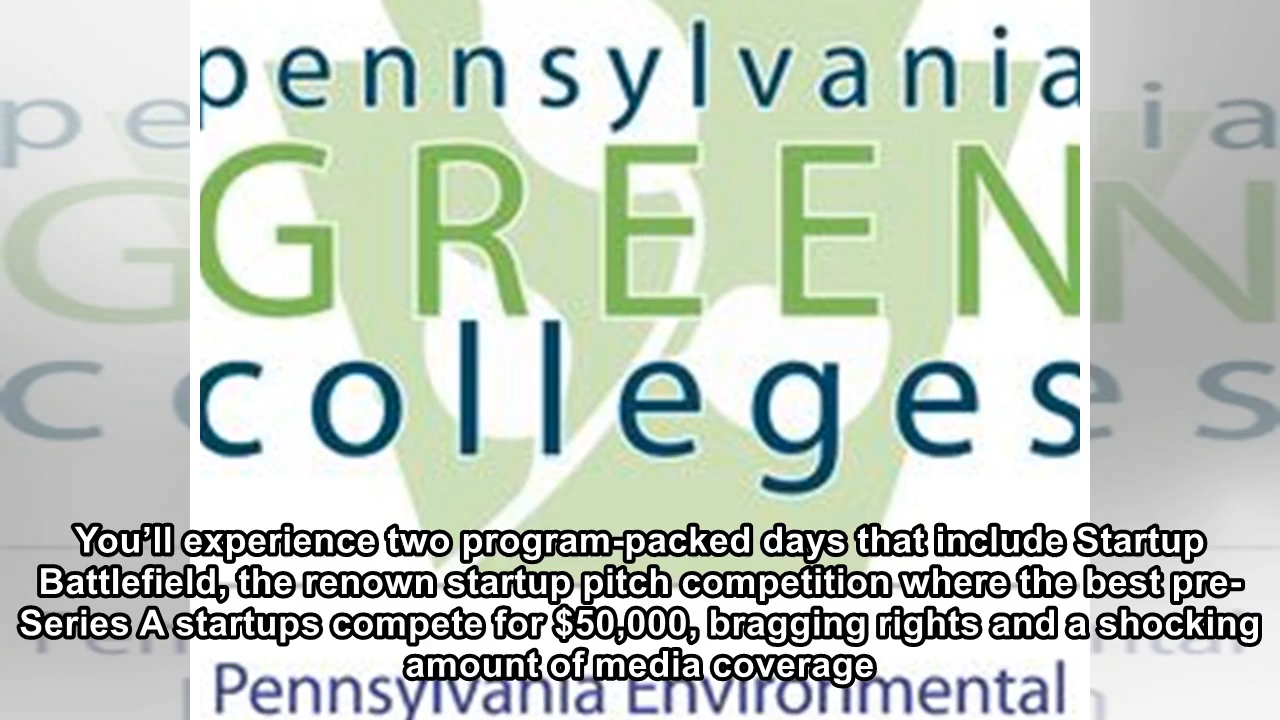 pennsylvania
GREEN
colleges
You’ll experience two program-packed days that include Startup
Battlefield, the renown startup pitch competition where the best pre-
Series A startups compete for $50,000, bragging rights and a shocking
amount of media coverage
Pennsylvania Environmental